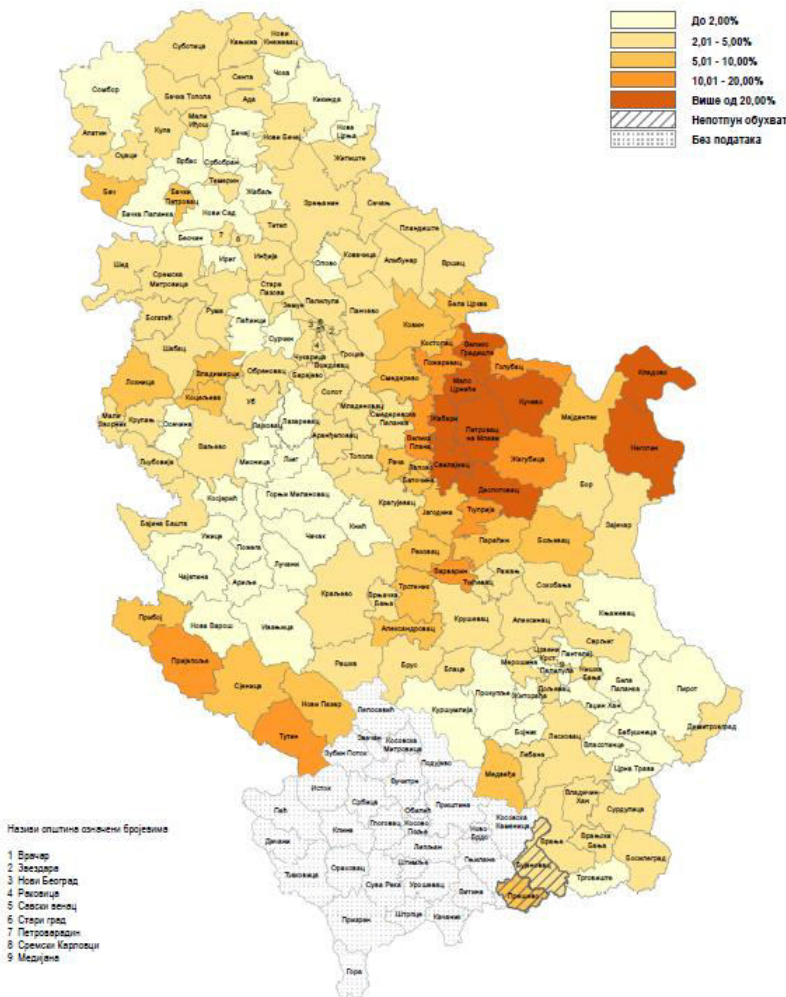 До 2,00%
2,01 - 5,00%
5,01 - 10,00%
10,01 - 20,00%
Више од 20,00%
Непотпун обухват
Без података
Суботица
Кањижа
Нови Кнежевац
Сомбор
Сента
Чока
Бачка Топола
Ада
Кикинда
Мали Иђош
Апатин
Кула
Бечеј
Нови Бечеј
Нова Црња
Оџаци
Врбас
Србобран
Житиште
Бач
Бачки Петровац
Темерин
Жабаљ
Зрењанин
Сечањ
Бачка Паланка
Нови Сад
Тител
Пландиште
Беочин
7
8
Шид
Сремска Митровица
Ириг
Инђија
Опово
Ковачица
Алибунар
Вршац
Рума
Стара Пазова
Богатић
Пећинци
Земун
Палилула
Панчево
Бела Црква
Шабац
Сурчин
Чукарица
Вождовац
Гроцка
Ковин
Костолац
Велико Градиште
Лозница
Владимирци
Обреновац
Барајево
Смедерево
Пожаревац
Голубац
Кладово
Коцељева
Уб
Сопот
Младеновац
Мало Црниће
Кучево
Мали Зворник
Крупањ
Осечина
Лајковац
Лазаревац
Смедеревска Паланка
Жабари
Петровац на Млави
Мајданпек
Неготин
Љубовија
Ваљево
Мионица
Љиг
Аранђеловац
Топола
Велика Плана
Рача
Лапово
Баточина
Свилајнац
Жагубица
Косјерић
Горњи Милановац
Крагујевац
Деспотовац
Бор
Бајина Башта
Ужице
Пожега
Чачак
Кнић
Јагодина
Ћуприја
Зајечар
Чајетина
Ариље
Лучани
Рековац
Параћин
Бољевац
Краљево
Врњачка Бања
Трстеник
Варварин
Ћићевац
Ражањ
Сокобања
Прибој
Нова Варош
Ивањица
Александровац
Крушевац
Алексинац
Књажевац
Пријепоље
Сјеница
Рашка
Брус
Блаце
Мерошина
Црвени Крст
Пантелеј
Сврљиг
Нови Пазар
Палилула
9
Нишка Бања
Бела Паланка
Пирот
Тутин
Лепосавић
Куршумлија
Прокупље
Житорађа
Дољевац
Гаџин Хан
Звечан
Косовска Митровица
Зубин Поток
Подујево
Бојник
Лесковац
Власотинце
Бабушница
Димитровград
Исток
Србица
Вучитрн
Медвеђа
Лебане
Црна Трава
Пећ
Клина
Глоговац
Обилић
Приштина
Косово Поље
Косовска Каменица
Владичин Хан
Сурдулица
Дечани
Ораховац
Липљан
Ново Брдо
Гњилане
Врање
Врањска Бања
Босилеград
Ђаковица
Сува Река
Штимље
Урошевац
Витина
Бујановац
Трговиште
Призрен
Штрпце
Качаник
Прешево
Гора
Називи општина означени бројевима
1 Врачар
2 Звездара
3 Нови Београд
4 Раковица
5 Савски венац
6 Стари град
7 Петроварадин
8 Сремски Карловци
9 Медијана